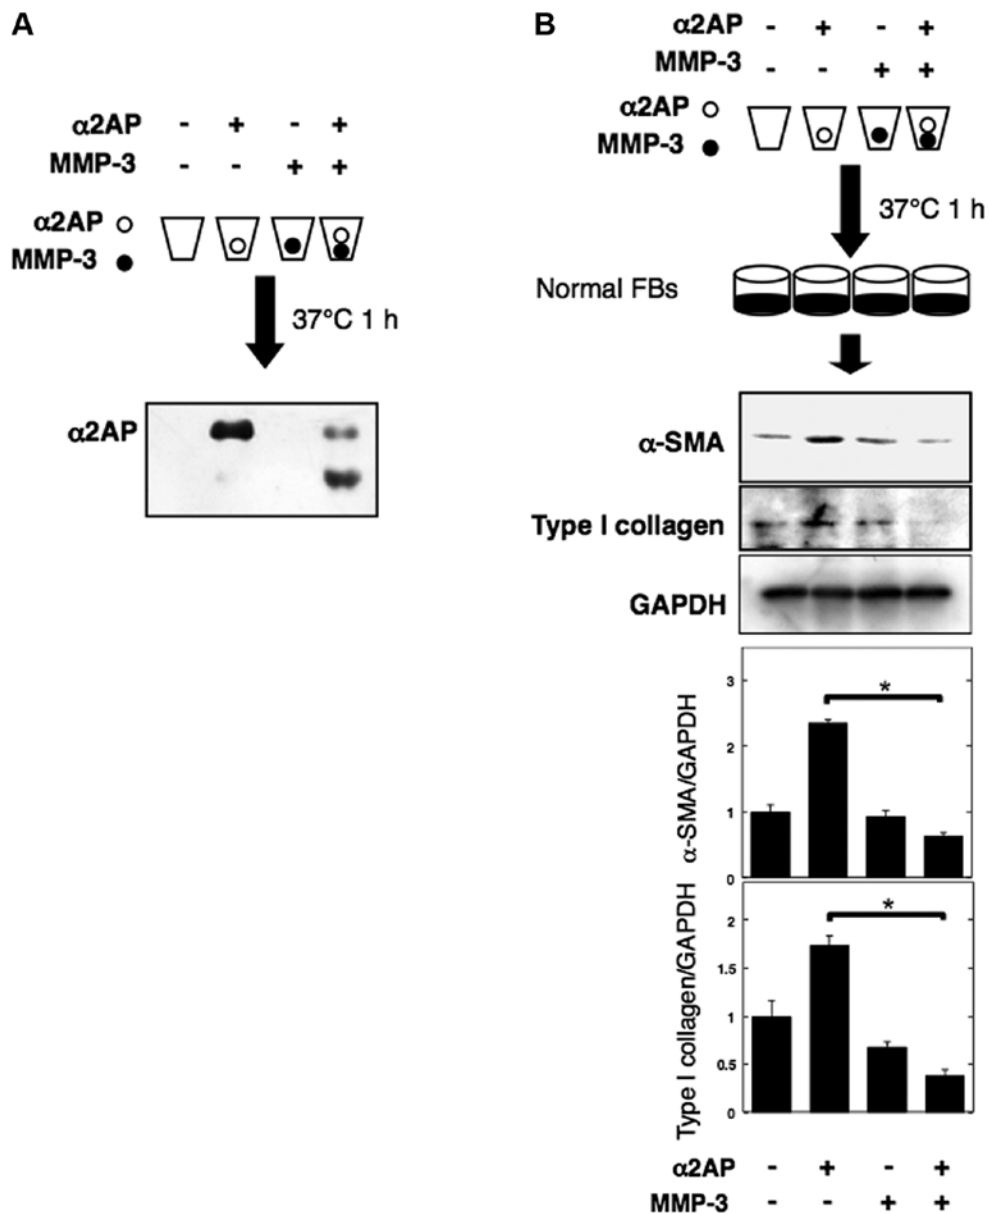 A
α2AP - + - +
MMP-3 - - + +
α2AP
MMP-3
37°C 1 h
α2AP
B
α2AP - + - +
MMP-3 - - + +
α2AP
MMP-3
37°C 1 h
Normal FBs
α-SMA
Type I collagen
GAPDH
α-SMA/GAPDH
3
2
1
0
*
Type I collagen/GAPDH
2
1.5
1
0.5
0
*
α2AP - + - +
MMP-3 - - + +